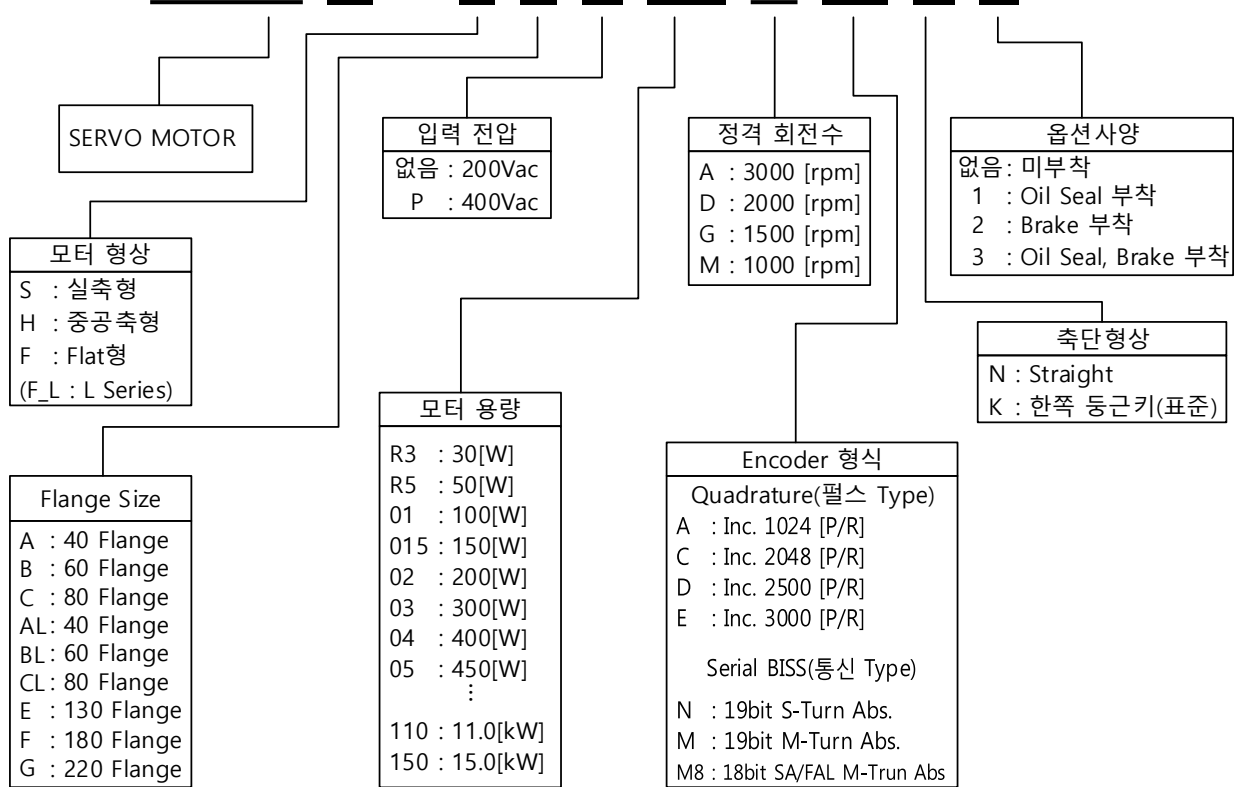 SERVO MOTOR
입력 전압
없음 : 200Vac
P : 400Vac
정격 회전수
A : 3000 [rpm]
D : 2000 [rpm]
G : 1500 [rpm]
M : 1000 [rpm]
옵션사양
없음 : 미부착
1 : Oil Seal 부착
2 : Brake 부착
3 : Oil Seal, Brake 부착
모터 형상
S : 실축형
H : 중공축형
F : Flat형
(F_L : L Series)
축단형상
N : Straight
K : 한쪽 둥근키(표준)
모터 용량
R3 : 30[W]
R5 : 50[W]
01 : 100[W]
015 : 150[W]
02 : 200[W]
03 : 300[W]
04 : 400[W]
05 : 450[W]
⋮
110 : 11.0[kW]
150 : 15.0[kW]
Encoder 형식
Quadrature(펄스 Type)
A : Inc. 1024 [P/R]
C : Inc. 2048 [P/R]
D : Inc. 2500 [P/R]
E : Inc. 3000 [P/R]
Serial BISS(통신 Type)
N : 19bit S-Turn Abs.
M : 19bit M-Turn Abs.
M8 : 18bit SA/FAL M-Trun Abs
Flange Size
A : 40 Flange
B : 60 Flange
C : 80 Flange
AL : 40 Flange
BL : 60 Flange
CL : 80 Flange
E : 130 Flange
F : 180 Flange
G : 220 Flange